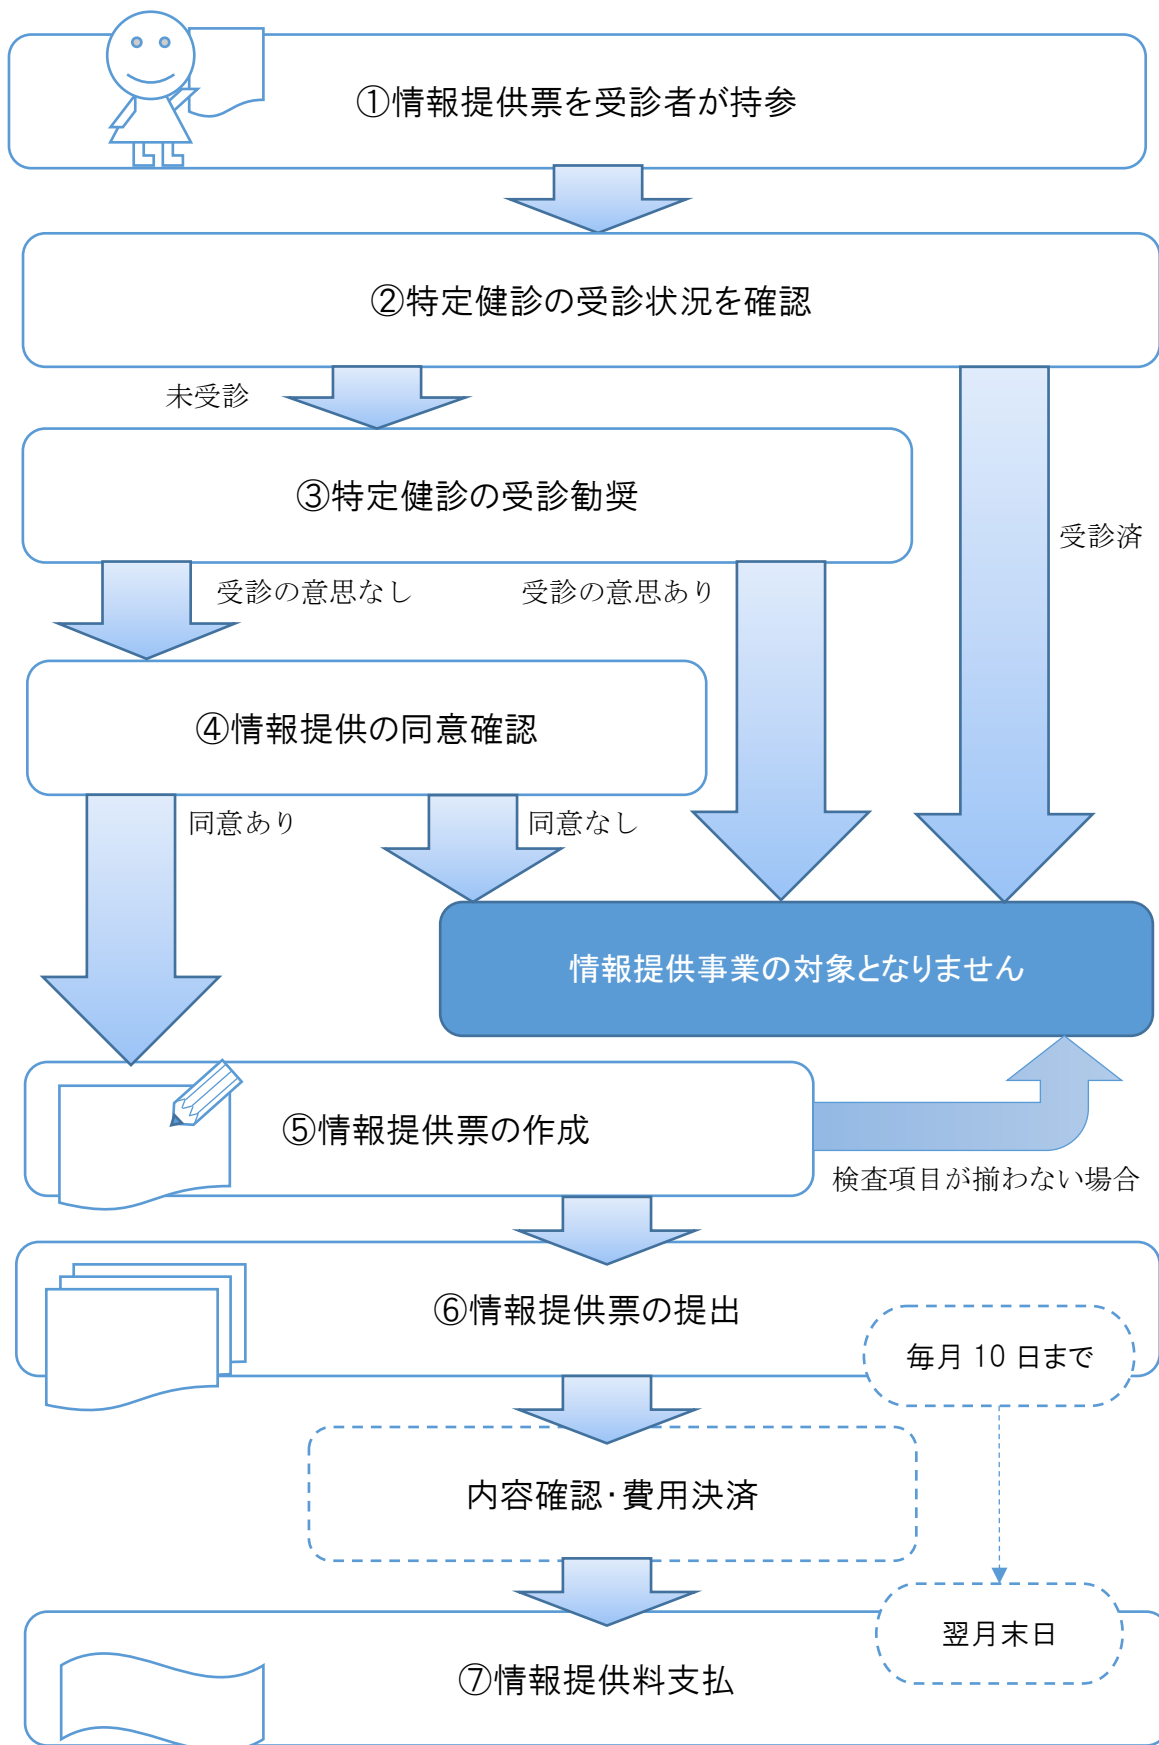 ①情報提供票を受診者が持参
②特定健診の受診状況を確認
未受診
③特定健診の受診勧奨
受診済
受診の意思なし
受診の意思あり
④情報提供の同意確認
同意あり
同意なし
情報提供事業の対象となりません
⑤情報提供票の作成
検査項目が揃わない場合
⑥情報提供票の提出
毎月 10 日まで
内容確認・費用決済
翌月末日
⑦情報提供料支払